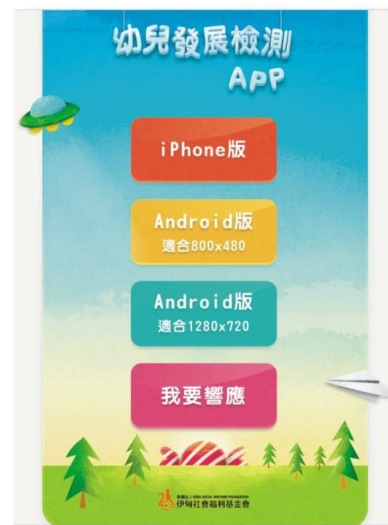 幼兒發展檢測
APP
iPhone版
Android版
適合800x480
Android版
適合1280x720
我要響應
伊甸社會福利基金會